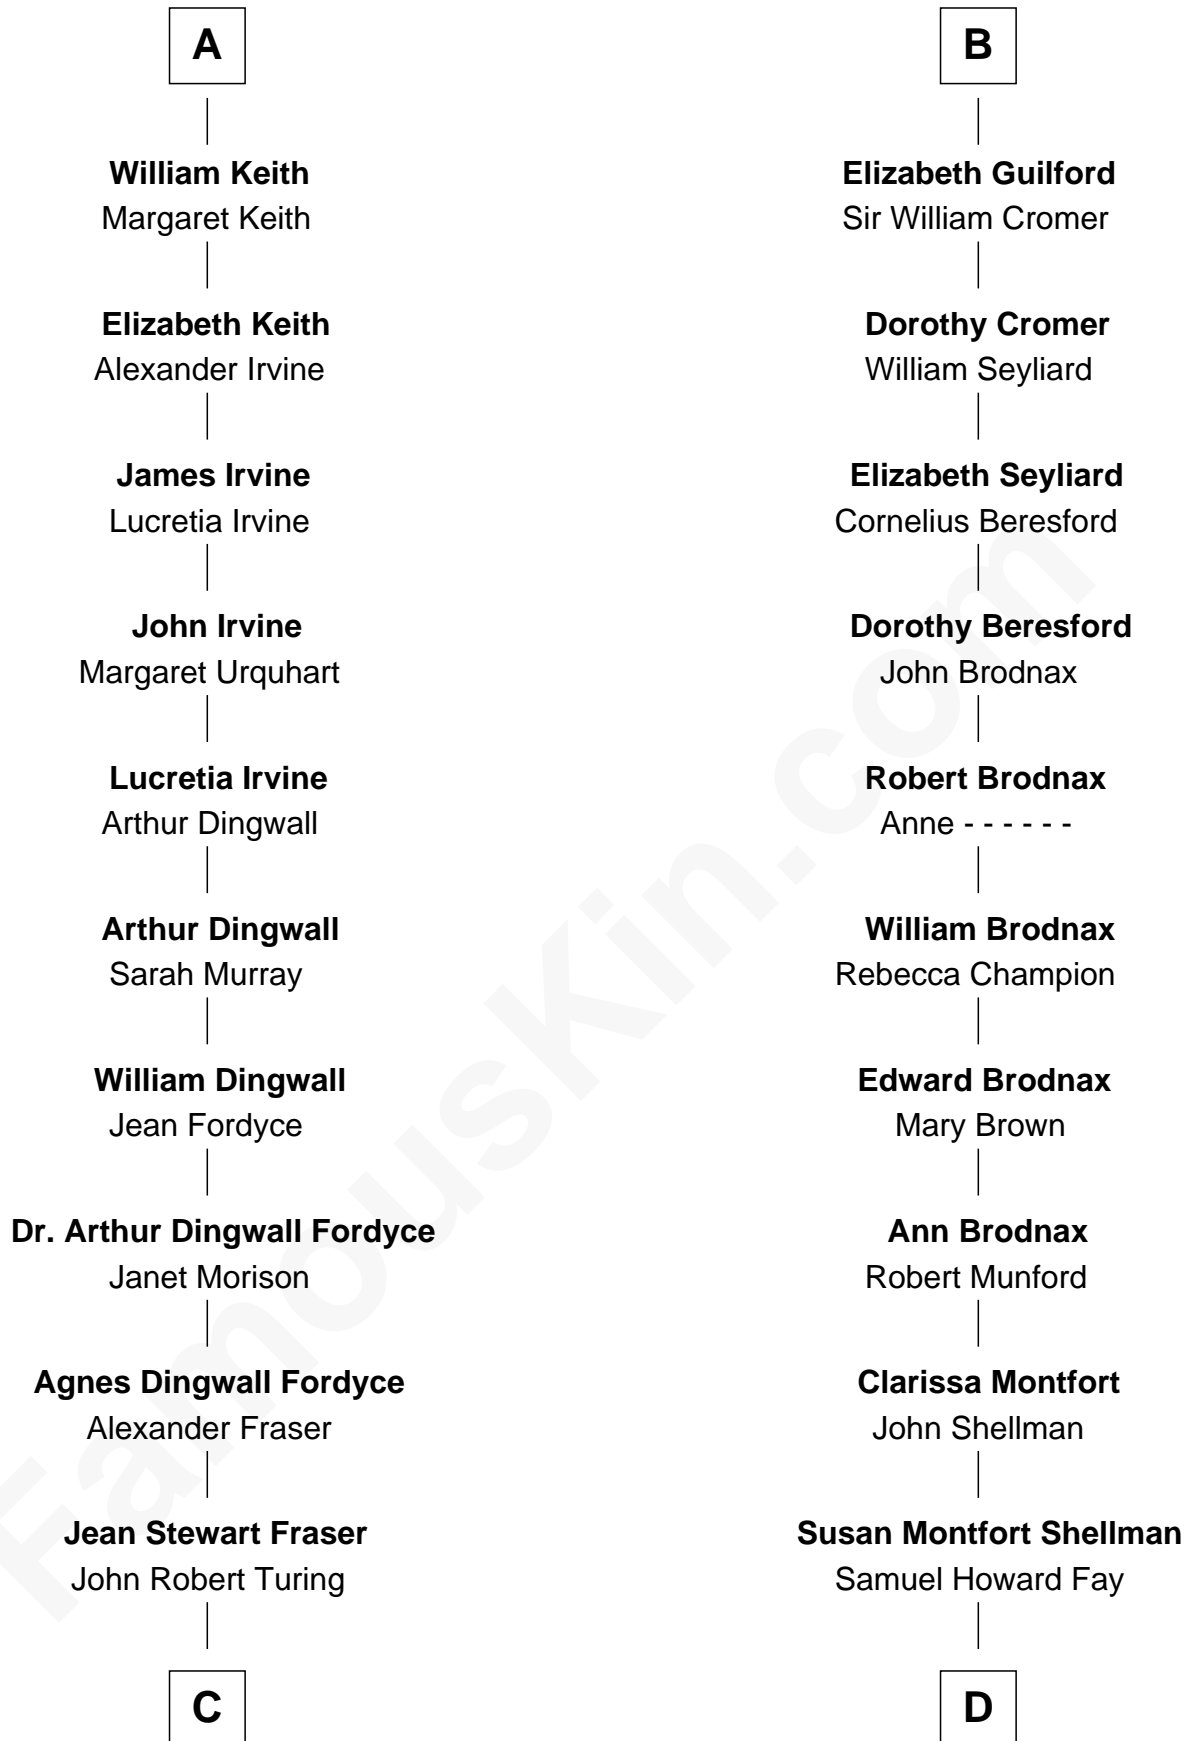 A
William Keith
Margaret Keith
Elizabeth Keith
Alexander Irvine
James Irvine
Lucretia Irvine
John Irvine
Margaret Urquhart
Lucretia Irvine
Arthur Dingwall
Arthur Dingwall
Sarah Murray
William Dingwall
Jean Fordyce
Dr. Arthur Dingwall Fordyce
Janet Morison
Agnes Dingwall Fordyce
Alexander Fraser
Jean Stewart Fraser
John Robert Turing
C
B
Elizabeth Guilford
Sir William Cromer
Dorothy Cromer
William Seyliard
Elizabeth Seyliard
Cornelius Beresford
Dorothy Beresford
John Brodnax
Robert Brodnax
Anne - - - - - -
William Brodnax
Rebecca Champion
Edward Brodnax
Mary Brown
Ann Brodnax
Robert Munford
Clarissa Montfort
John Shellman
Susan Montfort Shellman
Samuel Howard Fay
D
FamousKin.com